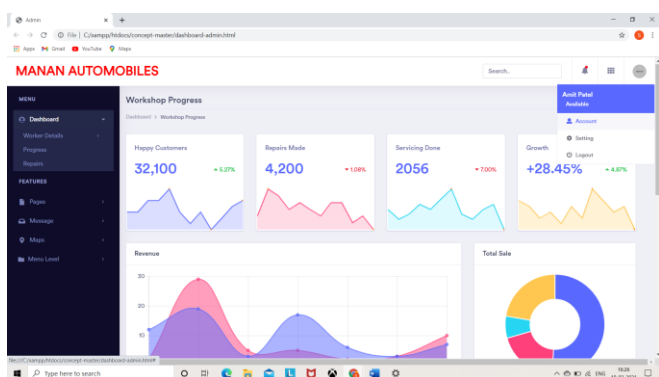 Admin
File | C:/xampp/htdocs/concept-master/dashboard-admin.html
Apps Gmail YouTube Maps
MANAN AUTOMOBILES
Search..
MENU
Dashboard
Worker Details
Progress
Repairs
FEATURES
Pages
Message
Maps
Menu Level
Workshop Progress
Dashboard > Workshop Progress
Amit Patel
Available
Account
Setting
Logout
Happy Customers
32,100 5.27%
Repairs Made
4,200 1.08%
Servicing Done
2056 7.00%
Growth
+28.45% 4.87%
Revenue
30
20
10
Total Sale
file:///C:/xampp/htdocs/concept-master/dashboard-admin.html#
Type here to search
ENG